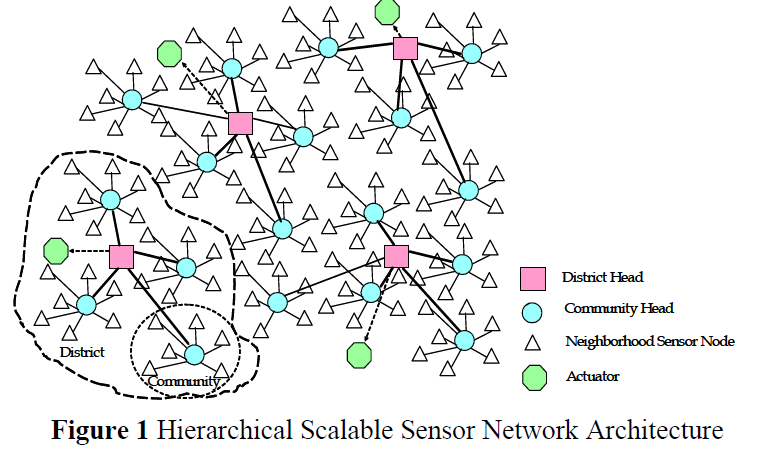 District Head
Community Head
Neighborhood Sensor Node
Actuator
District
Community
Figure 1 Hierarchical Scalable Sensor Network Architecture